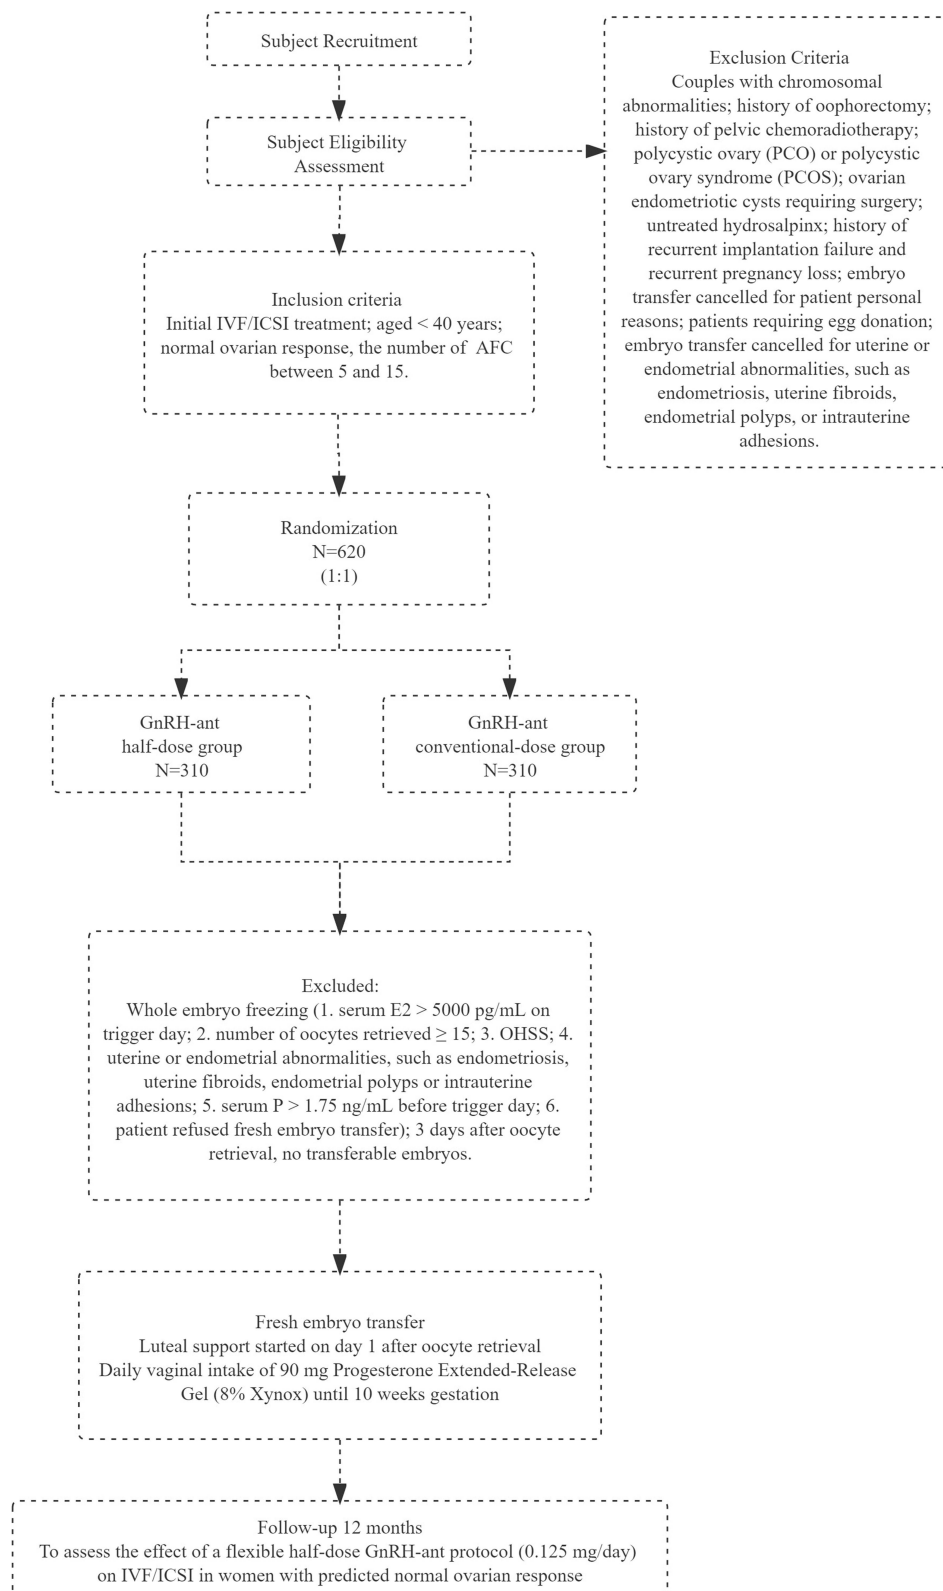 Subject Recruitment
Subject Eligibility
Assessment
Exclusion Criteria
Couples with chromosomal
abnormalities; history of oophorectomy;
history of pelvic chemoradiotherapy;
polycystic ovary (PCO) or polycystic
ovary syndrome (PCOS); ovarian
endometriotic cysts requiring surgery;
untreated hydrosalpinx; history of
recurrent implantation failure and
recurrent pregnancy loss; embryo
transfer cancelled for patient personal
reasons; patients requiring egg donation;
embryo transfer cancelled for uterine or
endometrial abnormalities, such as
endometriosis, uterine fibroids,
endometrial polyps, or intrauterine
adhesions.
Inclusion criteria
Initial IVF/ICSI treatment; aged < 40 years;
normal ovarian response, the number of AFC
between 5 and 15.
Randomization
N=620
(1:1)
GnRH-ant
half-dose group
N=310
GnRH-ant
conventional-dose group
N=310
Excluded:
Whole embryo freezing (1. serum E2 > 5000 pg/mL on
trigger day; 2. number of oocytes retrieved ≥ 15; 3. OHSS; 4.
uterine or endometrial abnormalities, such as endometriosis,
uterine fibroids, endometrial polyps or intrauterine
adhesions; 5. serum P > 1.75 ng/mL before trigger day; 6.
patient refused fresh embryo transfer); 3 days after oocyte
retrieval, no transferable embryos.
Fresh embryo transfer
Luteal support started on day 1 after oocyte retrieval
Daily vaginal intake of 90 mg Progesterone Extended-Release
Gel (8% Xynox) until 10 weeks gestation
Follow-up 12 months
To assess the effect of a flexible half-dose GnRH-ant protocol (0.125 mg/day)
on IVF/ICSI in women with predicted normal ovarian response